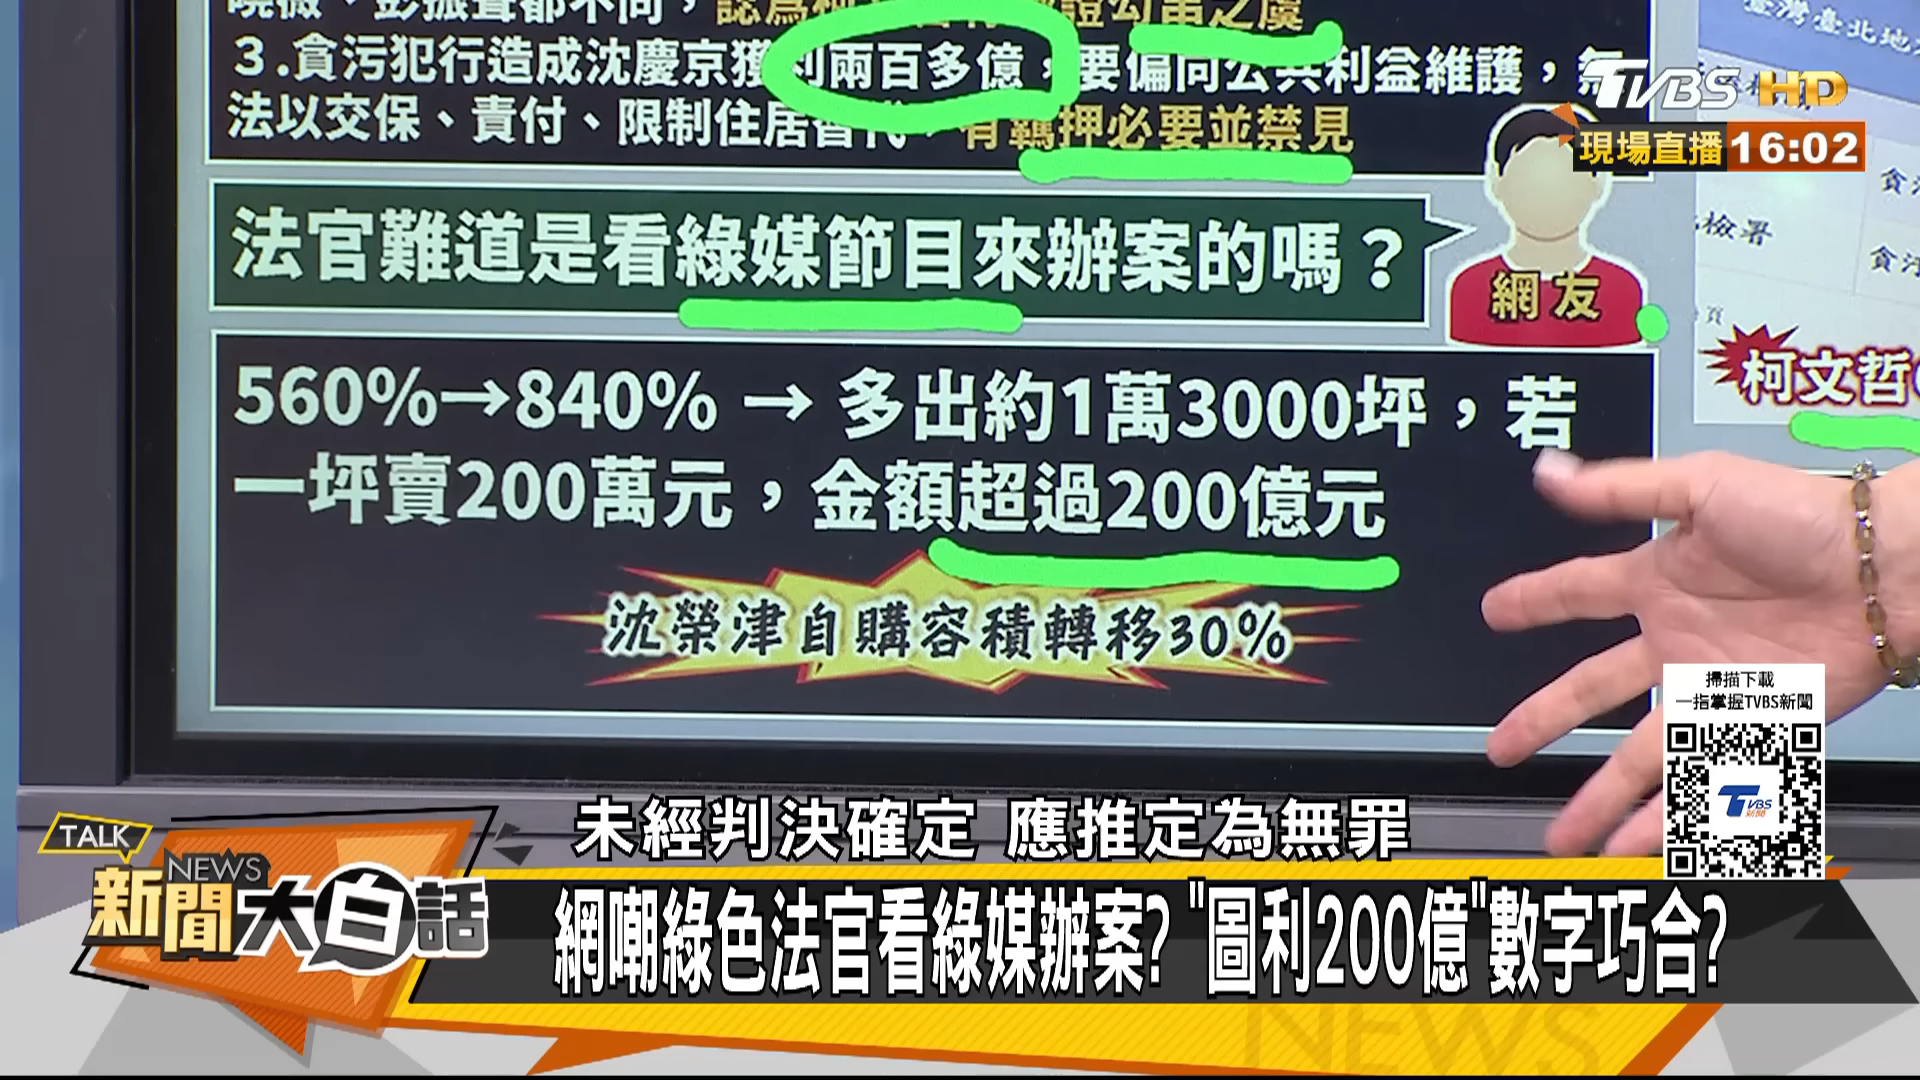 3.貪污犯行造成沈慶京獲利兩百多億,要偏向公共利益維護,無
法以交保、責付、限制住居替代,有羈押必要並禁見
TVBS HD
現場直播 16:02
法官難道是看綠媒節目來辦案的嗎?
網友
檢署
柯文哲
560%→840% → 多出約1萬3000坪,若
一坪賣200萬元,金額超過200億元
沈榮津自購容積轉移30%
掃描下載
一指掌握TVBS新聞
TVBS
新聞
未經判決確定 應推定為無罪
TALK
NEWS
新聞大白話
網嘲綠色法官看綠媒辦案? "圖利200億"數字巧合?
NEWS